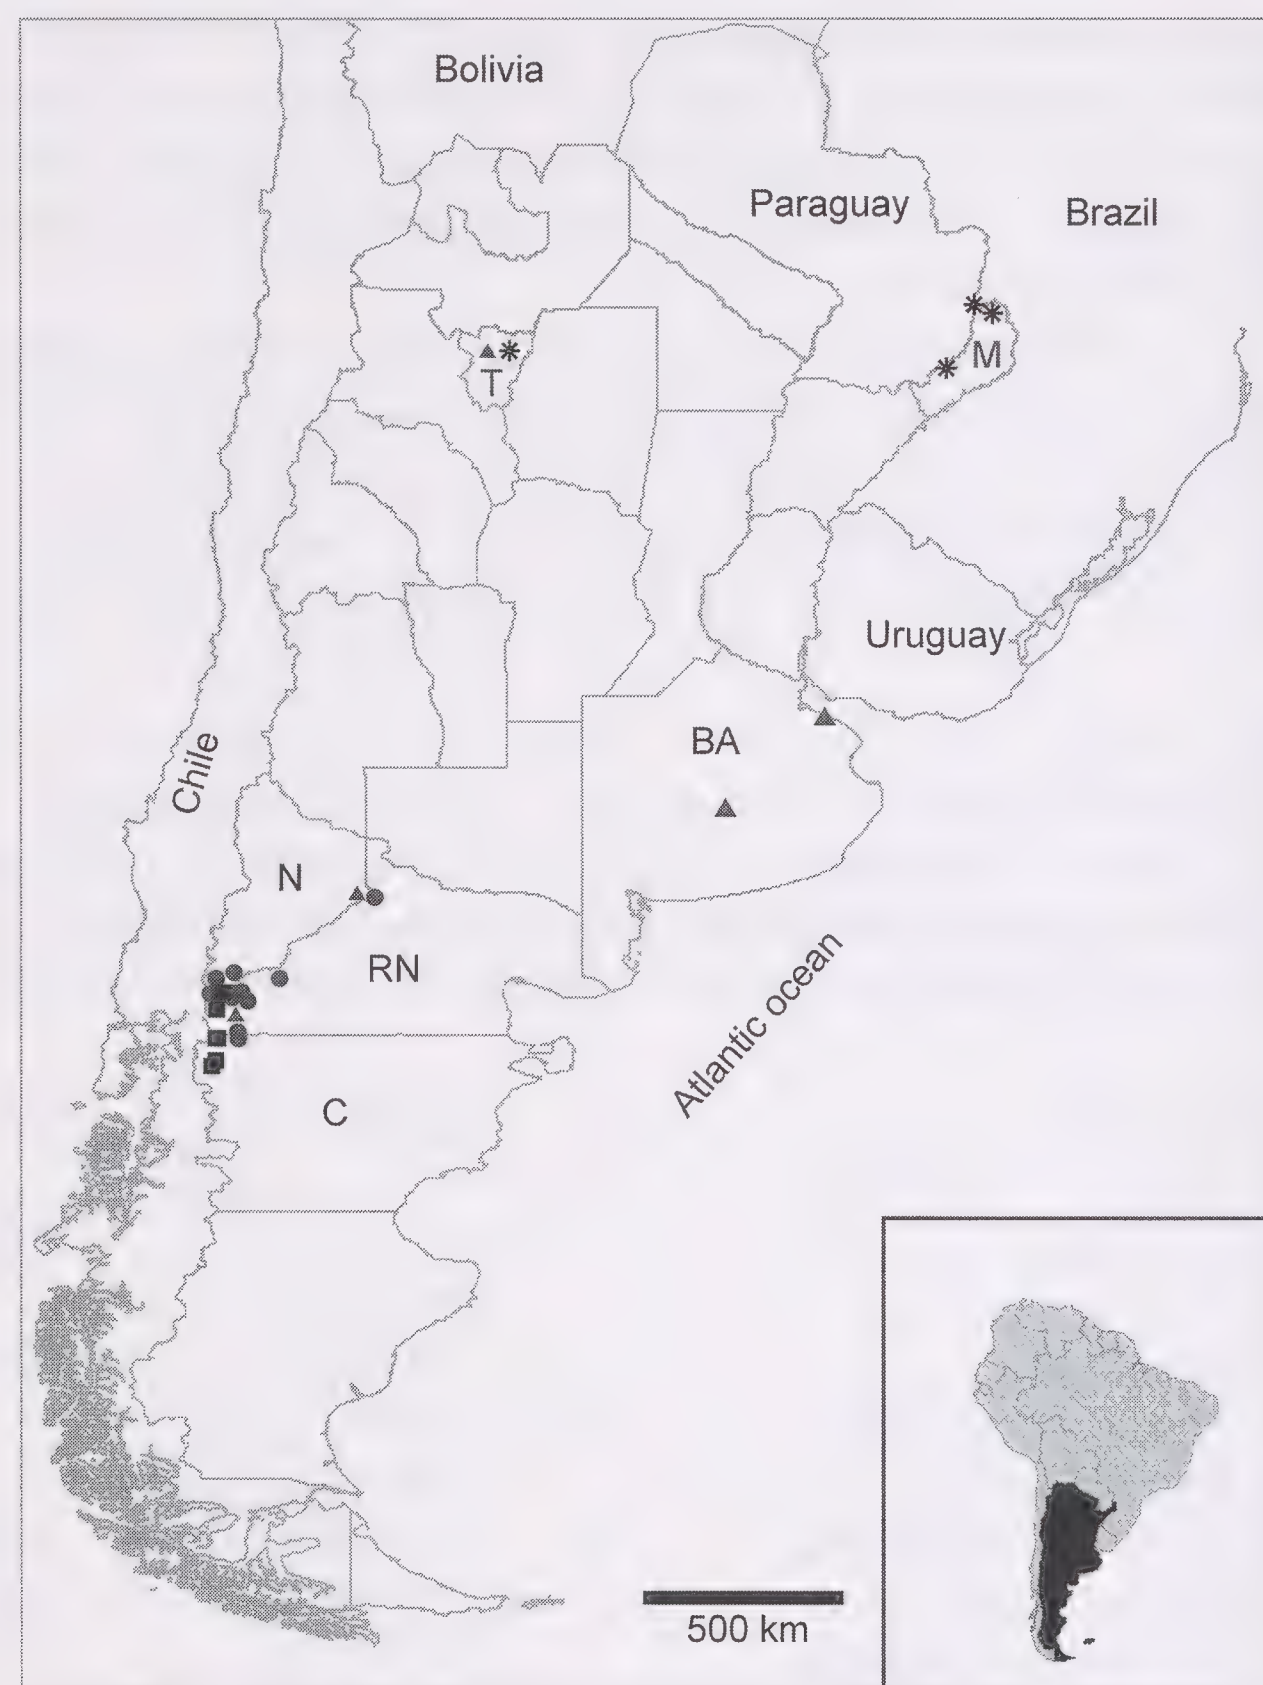 Bolivia
Paraguay
Brazil
M
T
Uruguay
BA
Chile
N
RN
Atlantic ocean
C
500 km